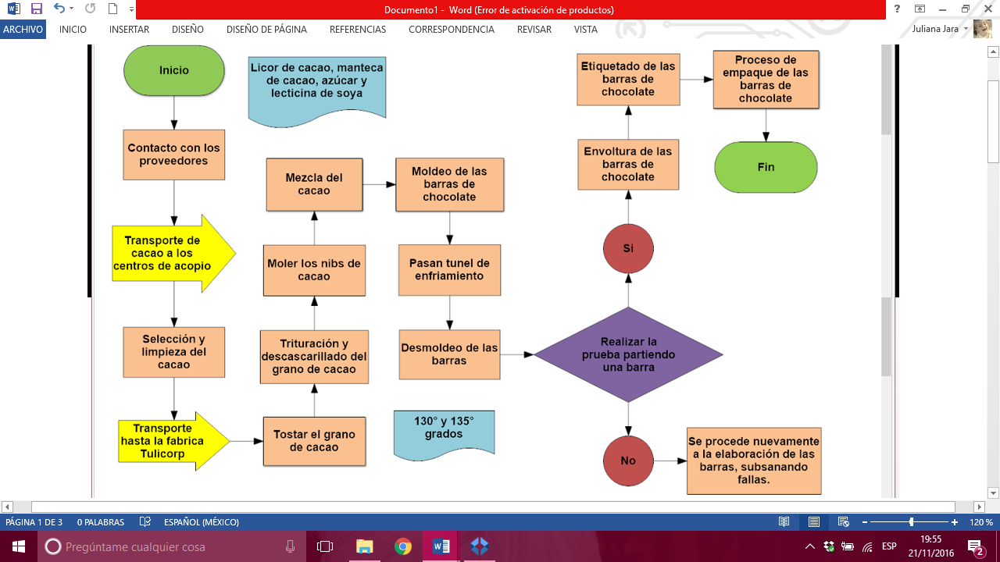 Documento1 - Word (Error de activación de productos)
?
ARCHIVO
INICIO
INSERTAR
DISEÑO
DISEÑO DE PÁGINA
REFERENCIAS
CORRESPONDENCIA
REVISAR
VISTA
Juliana Jara
Inicio
Contacto con los
proveedores
Transporte de
cacao a los
centros de acopio
Selección y
limpieza del
cacao
Transporte
hasta la fabrica
Tulicorp
Licor de cacao, manteca
de cacao, azúcar y
lecticina de soya
Mezcla del
cacao
Moler los nibs de
cacao
Trituración y
descascarillado del
grano de cacao
Tostar el grano
de cacao
Moldeo de las
barras de
chocolate
Pasan tunel de
enfriamiento
Desmoldeo de las
barras
130° y 135°
grados
Etiquetado de las
barras de
chocolate
Envoltura de las
barras de
chocolate
Si
Realizar la
prueba partiendo
una barra
No
Proceso de
empaque de las
barras de
chocolate
Fin
Se procede nuevamente
a la elaboración de las
barras, subsanando
fallas.
PÁGINA 1 DE 3
0 PALABRAS
ESPAÑOL (MÉXICO)
120 %
Pregúntame cualquier cosa
ESP
19:55
21/11/2016
2